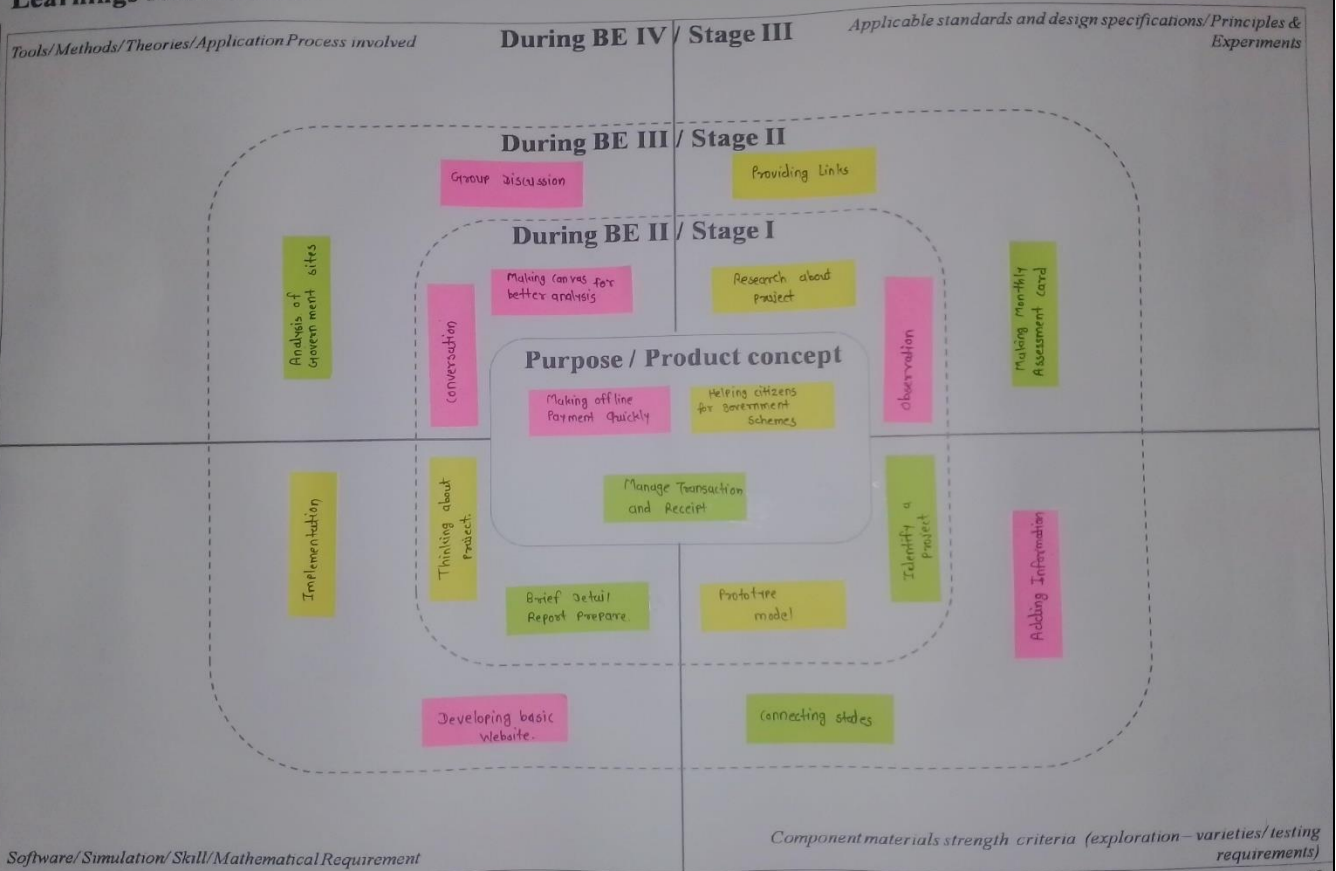 Learnings
Tools/Methods/Theories/Application Process involved
During BE IV / Stage III
Applicable standards and design specifications/Principles &
Experiments
During BE III / Stage II
Group Discussion
Providing Links
During BE II / Stage I
Analysis of
Government sites
Making Canvas for
better analysis
Research about
project
Making Monthly
Assessment Card
Conversation
Observation
Purpose / Product concept
Making offline
Payment Quickly
Helping citizens
for government
Schemes
Manage Transaction
and Receipt
Implementation
Thinking about
project.
Identify a
project
Adding Information
Brief Detail
Report Prepare.
Prototype
model
Developing basic
Website.
Connecting states
Software/Simulation/Skill/Mathematical Requirement
Component materials strength criteria (exploration – varieties/testing
requirements)